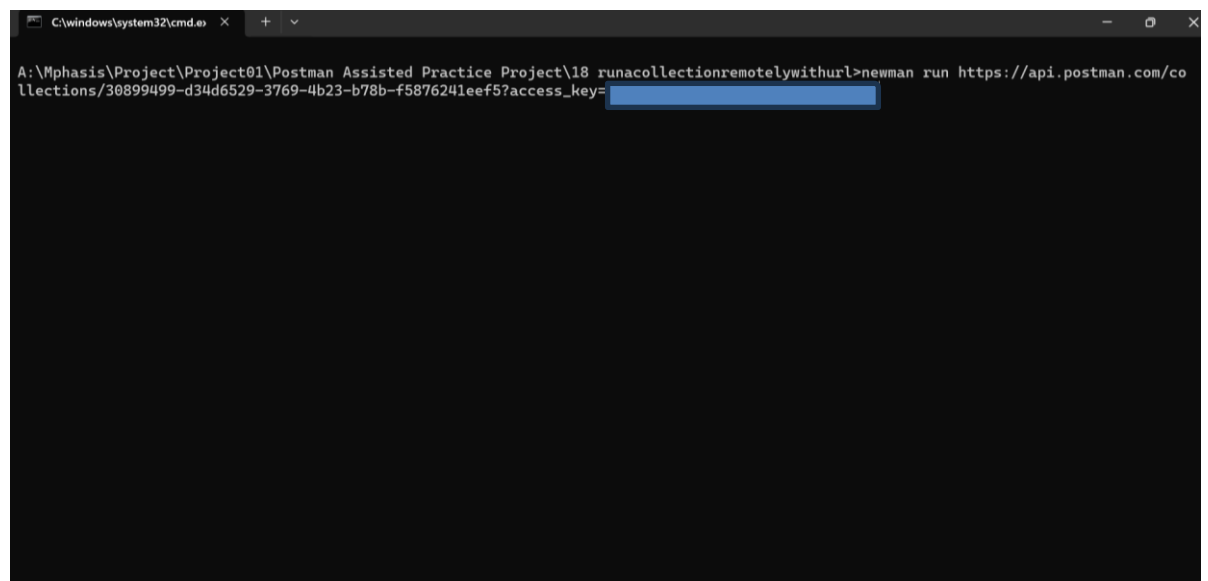 C:\windows\system32\cmd.e
A:\Mphasis\Project\Project01\Postman Assisted Practice Project\18 runacollectionremotelywithurl>newman run https://api.postman.com/co
llections/30899499-d34d6529-3769-4b23-b78b-f5876241eef5?access_key=